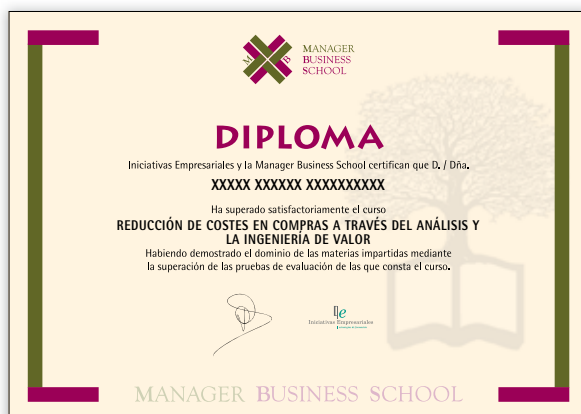 M B
MANAGER
BUSINESS
SCHOOL
DIPLOMA
Iniciativas Empresariales y la Manager Business School certifican que D. / Dña.
XXXXX XXXXXX XXXXXXXXXX
Ha superado satisfactoriamente el curso
REDUCCIÓN DE COSTES EN COMPRAS A TRAVÉS DEL ANÁLISIS Y
LA INGENIERÍA DE VALOR
Habiendo demostrado el dominio de las materias impartidas mediante
la superación de las pruebas de evaluación de las que consta el curso.
Iniciativas Empresariales
MANAGER BUSINESS SCHOOL